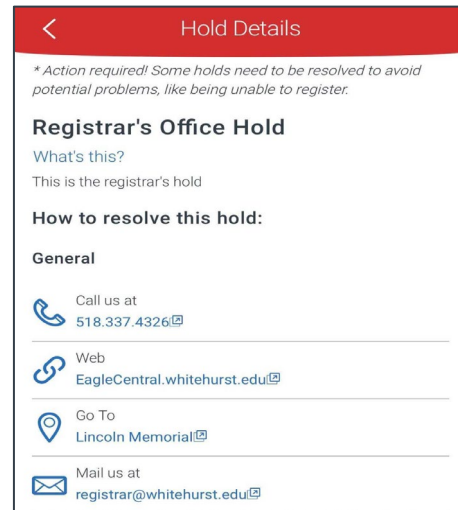 Hold Details
* Action required! Some holds need to be resolved to avoid
potential problems, like being unable to register.
Registrar's Office Hold
What's this?
This is the registrar's hold
How to resolve this hold:
General
Call us at
518.337.4326
Web
EagleCentral.whitehurst.edu
Go To
Lincoln Memorial
Mail us at
registrar@whitehurst.edu